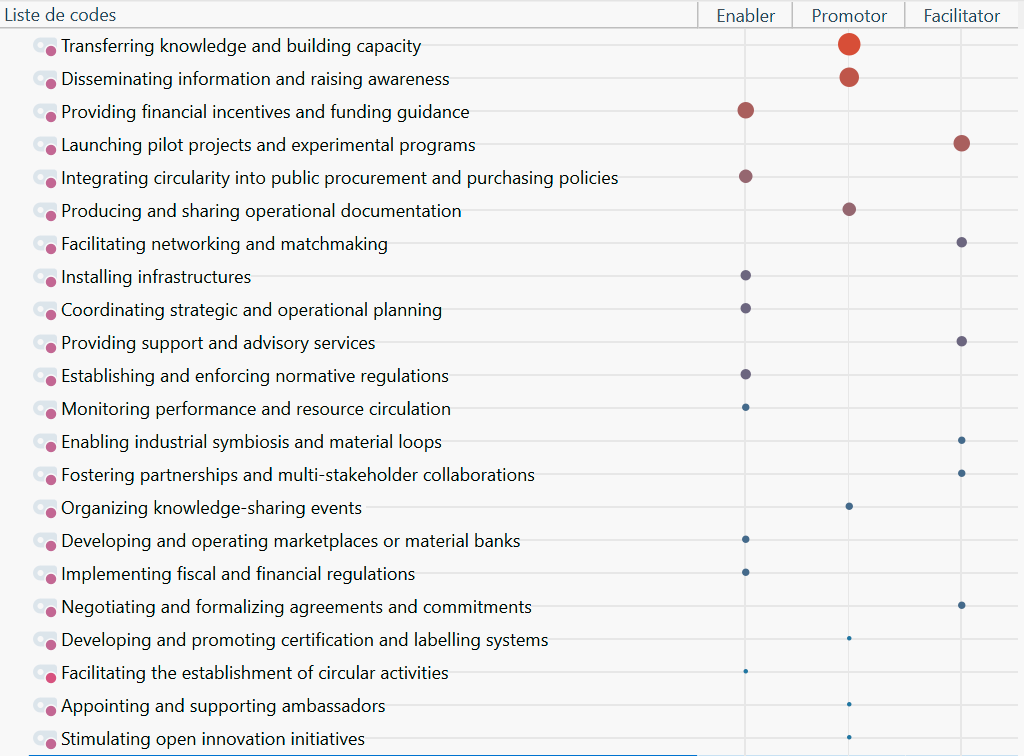 Liste de codes Enabler Promotor Facilitator
Transferring knowledge and building capacity
Disseminating information and raising awareness
Providing financial incentives and funding guidance
Launching pilot projects and experimental programs
Integrating circularity into public procurement and purchasing policies
Producing and sharing operational documentation
Facilitating networking and matchmaking
Installing infrastructures
Coordinating strategic and operational planning
Providing support and advisory services
Establishing and enforcing normative regulations
Monitoring performance and resource circulation
Enabling industrial symbiosis and material loops
Fostering partnerships and multi-stakeholder collaborations
Organizing knowledge-sharing events
Developing and operating marketplaces or material banks
Implementing fiscal and financial regulations
Negotiating and formalizing agreements and commitments
Developing and promoting certification and labelling systems
Facilitating the establishment of circular activities
Appointing and supporting ambassadors
Stimulating open innovation initiatives